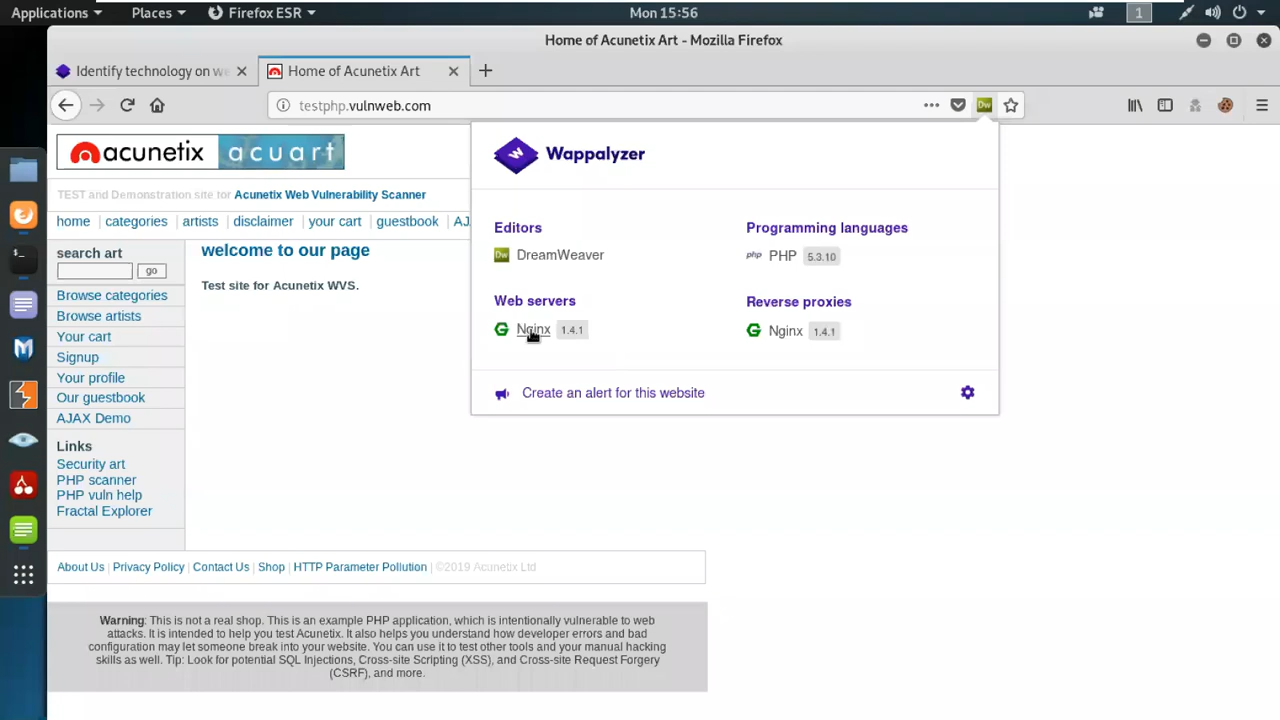 Applications Places Firefox ESR Mon 15:56 1
Home of Acunetix Art - Mozilla Firefox
Identify technology on we Home of Acunetix Art
testphp.vulnweb.com Dw
acunetix acuart
TEST and Demonstration site for Acunetix Web Vulnerability Scanner
home | categories | artists | disclaimer | your cart | guestbook | AJ
search art
go
Browse categories
Browse artists
Your cart
Signup
Your profile
Our guestbook
AJAX Demo
Links
Security art
PHP scanner
PHP vuln help
Fractal Explorer
welcome to our page
Test site for Acunetix WVS.
Wappalyzer
Editors
Dw DreamWeaver
Programming languages
php PHP 5.3.10
Web servers
G Nginx 1.4.1
Reverse proxies
G Nginx 1.4.1
Create an alert for this website
About Us | Privacy Policy | Contact Us | Shop | HTTP Parameter Pollution | ©2019 Acunetix Ltd
Warning: This is not a real shop. This is an example PHP application, which is intentionally vulnerable to web
attacks. It is intended to help you test Acunetix. It also helps you understand how developer errors and bad
configuration may let someone break into your website. You can use it to test other tools and your manual hacking
skills as well. Tip: Look for potential SQL Injections, Cross-site Scripting (XSS), and Cross-site Request Forgery
(CSRF), and more.